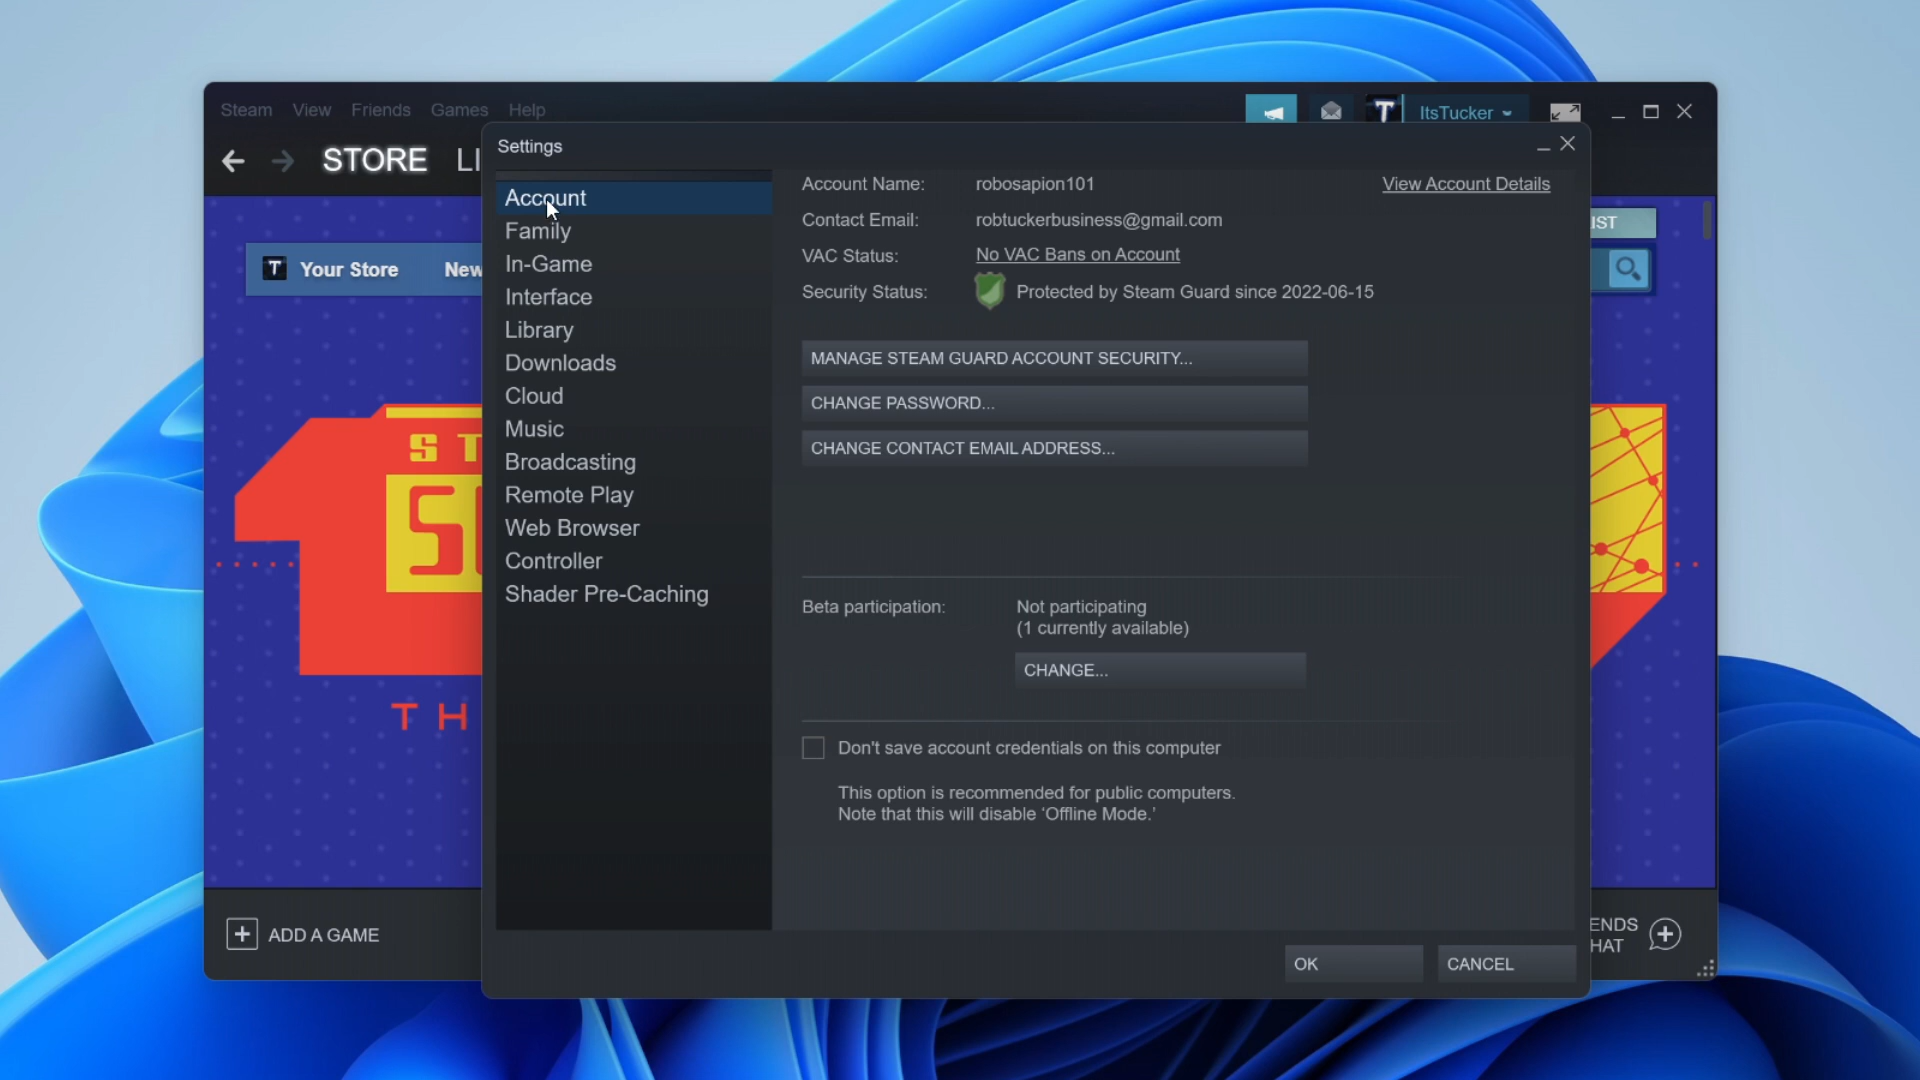 Steam View Friends Games Help
ItsTucker
STORE LI
Settings
Account
Family
In-Game
Interface
Library
Downloads
Cloud
Music
Broadcasting
Remote Play
Web Browser
Controller
Shader Pre-Caching
Account Name: robosapion101 View Account Details
Contact Email: robtuckerbusiness@gmail.com
VAC Status: No VAC Bans on Account
Security Status: Protected by Steam Guard since 2022-06-15
MANAGE STEAM GUARD ACCOUNT SECURITY...
CHANGE PASSWORD...
CHANGE CONTACT EMAIL ADDRESS...
Beta participation: Not participating
(1 currently available)
CHANGE...
Don't save account credentials on this computer
This option is recommended for public computers.
Note that this will disable 'Offline Mode.'
OK CANCEL
T Your Store New
IST
ST
S
TH
ADD A GAME
ENDS
HAT